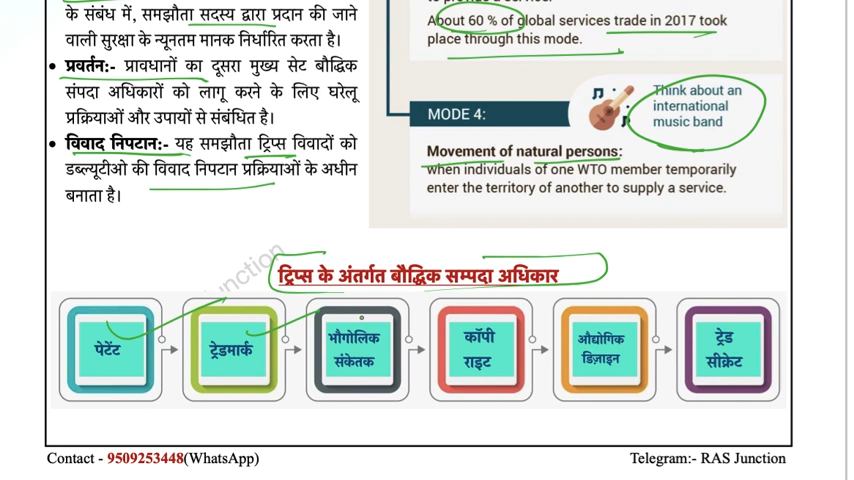 के संबंध में, समझौता सदस्य द्वारा प्रदान की जाने
वाली सुरक्षा के न्यूनतम मानक निर्धारित करता है।
• प्रवर्तन:- प्रावधानों का दूसरा मुख्य सेट बौद्धिक
संपदा अधिकारों को लागू करने के लिए घरेलू
प्रक्रियाओं और उपायों से संबंधित है।
• विवाद निपटान:- यह समझौता ट्रिप्स विवादों को
डब्ल्यूटीओ की विवाद निपटान प्रक्रियाओं के अधीन
बनाता है।
to provide a service.
About 60 % of global services trade in 2017 took
place through this mode.
MODE 4:
Think about an
international
music band
Movement of natural persons:
when individuals of one WTO member temporarily
enter the territory of another to supply a service.
unction
ट्रिप्स के अंतर्गत बौद्धिक सम्पदा अधिकार
पेटेंट
ट्रेडमार्क
भौगोलिक
संकेतक
कॉपी
राइट
औद्योगिक
डिज़ाइन
ट्रेड
सीक्रेट
Contact - 9509253448(WhatsApp)
Telegram:- RAS Junction